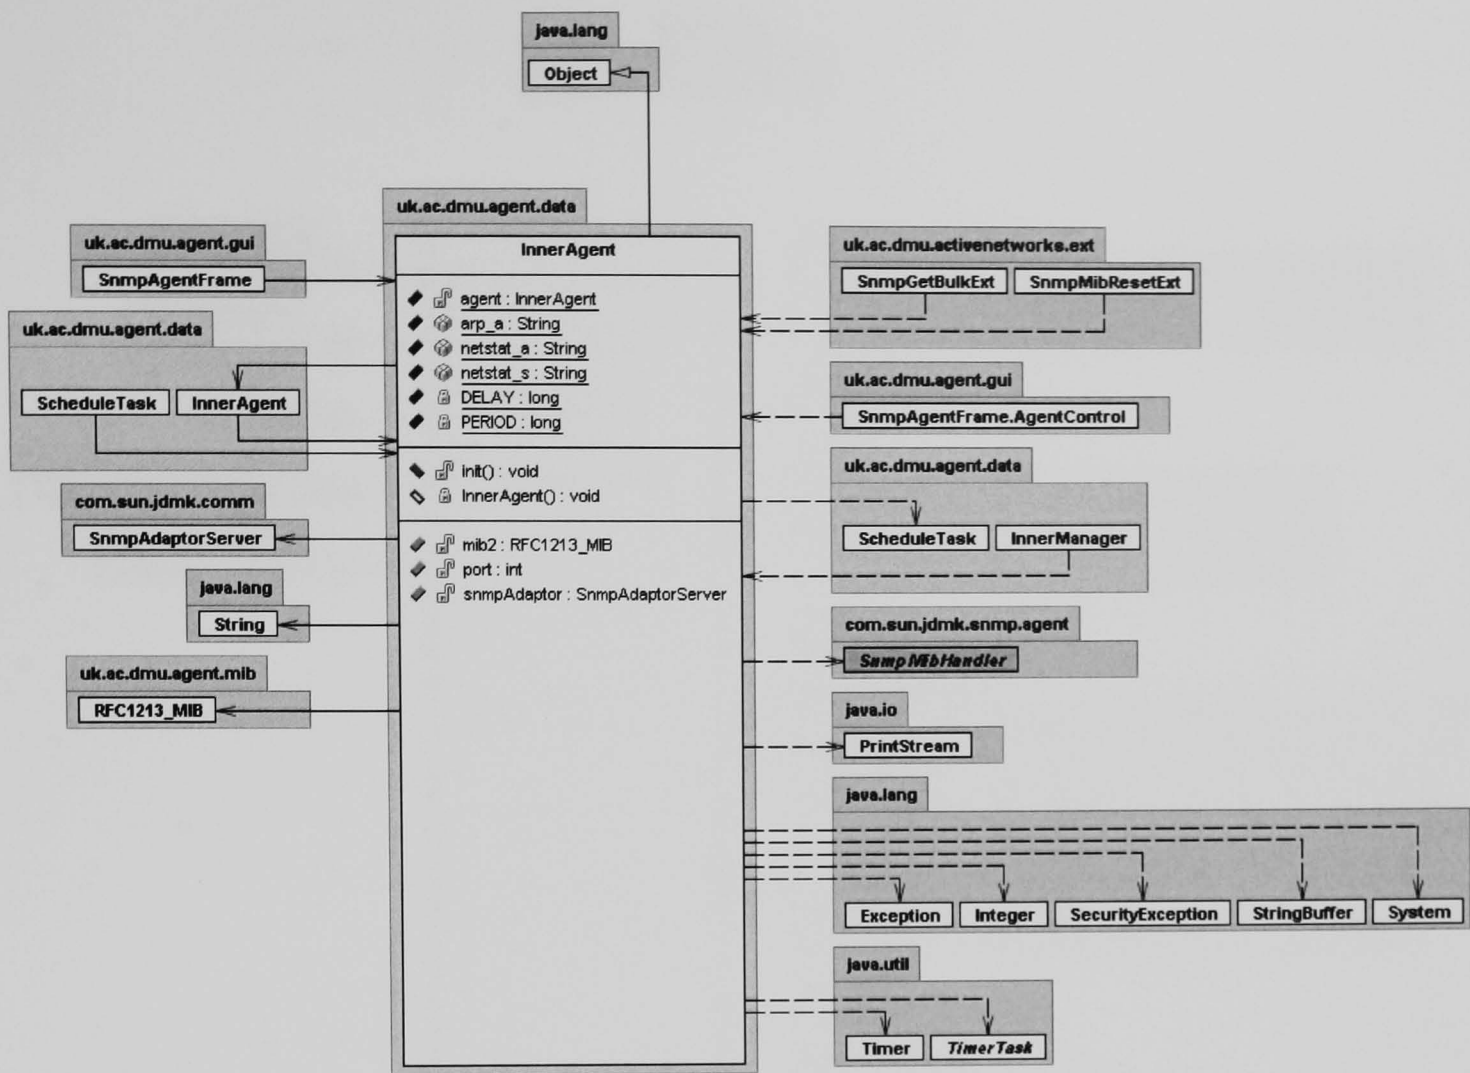 java.lang
Object
uk.ac.dmu.agent.data
InnerAgent
agent : InnerAgent
arp_a : String
netstat_a : String
netstat_s : String
DELAY : long
PERIOD : long
init() : void
InnerAgent() : void
mib2 : RFC1213_MIB
port : int
snmpAdaptor : SnmpAdaptorServer
uk.ac.dmu.agent.gui
SnmpAgentFrame
uk.ac.dmu.agent.data
ScheduleTask InnerAgent
com.sun.jdmk.comm
SnmpAdaptorServer
java.lang
String
uk.ac.dmu.agent.mib
RFC1213_MIB
uk.ac.dmu.activenetworks.ext
SnmpGetBulkExt SnmpMibResetExt
uk.ac.dmu.agent.gui
SnmpAgentFrame.AgentControl
uk.ac.dmu.agent.data
ScheduleTask InnerManager
com.sun.jdmk.snmp.agent
SnmpMibHandler
java.io
PrintStream
java.lang
Exception Integer SecurityException StringBuffer System
java.util
Timer TimerTask